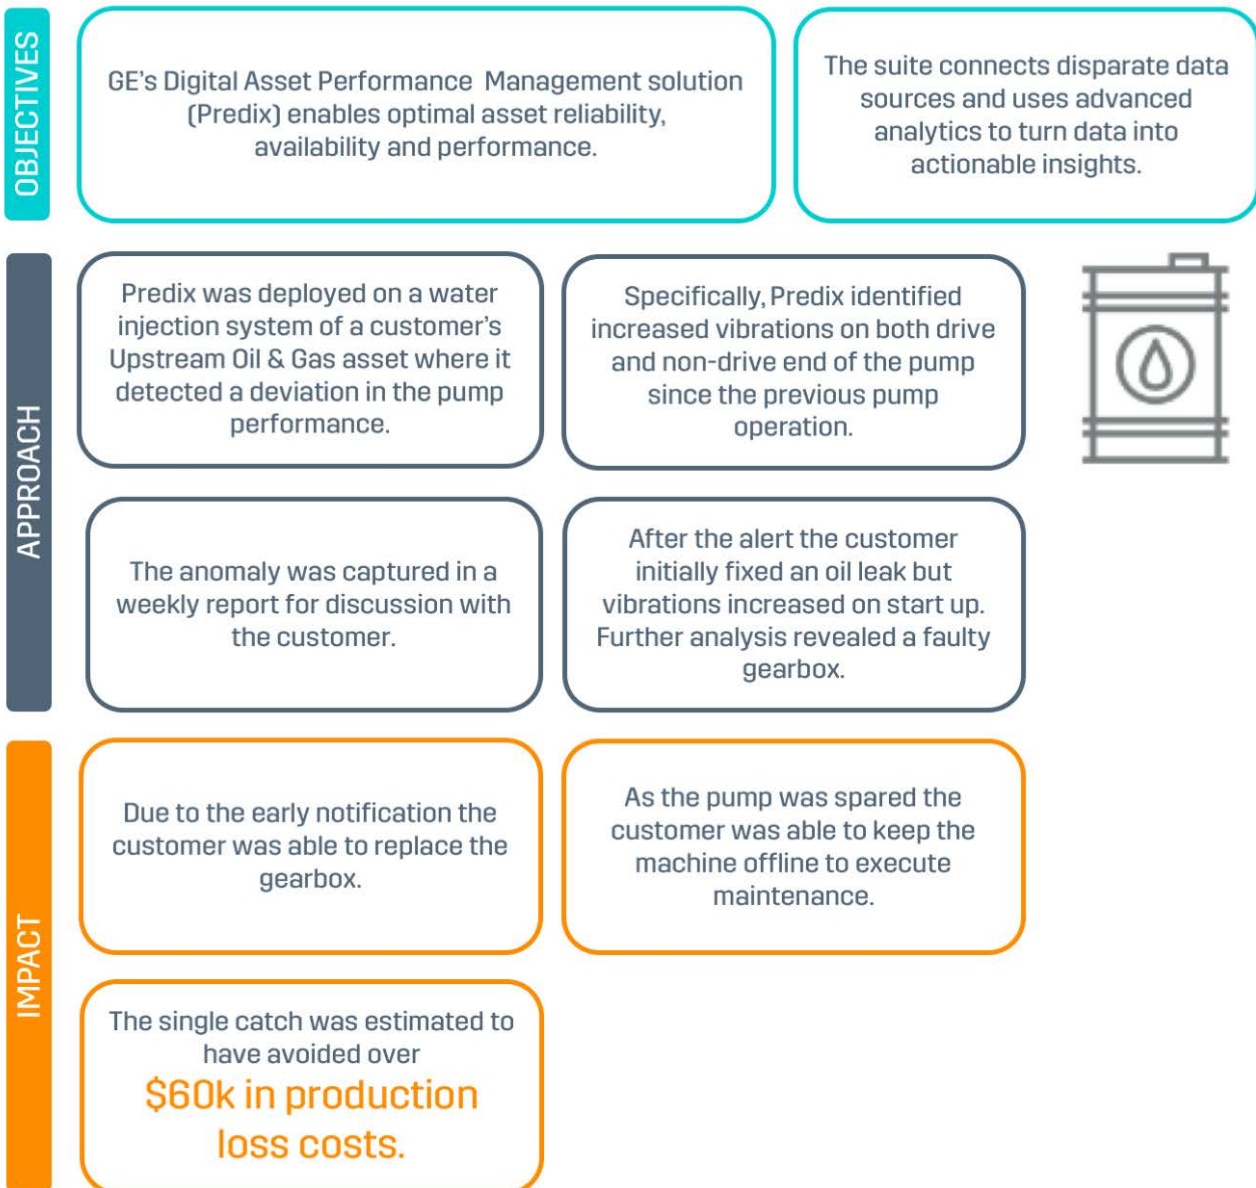 OBJECTIVES
GE's Digital Asset Performance Management solution
(Predix) enables optimal asset reliability,
availability and performance.
The suite connects disparate data
sources and uses advanced
analytics to turn data into
actionable insights.
APPROACH
Predix was deployed on a water
injection system of a customer's
Upstream Oil & Gas asset where it
detected a deviation in the pump
performance.
Specifically, Predix identified
increased vibrations on both drive
and non-drive end of the pump
since the previous pump
operation.
The anomaly was captured in a
weekly report for discussion with
the customer.
After the alert the customer
initially fixed an oil leak but
vibrations increased on start up.
Further analysis revealed a faulty
gearbox.
IMPACT
Due to the early notification the
customer was able to replace the
gearbox.
As the pump was spared the
customer was able to keep the
machine offline to execute
maintenance.
The single catch was estimated to
have avoided over
$60k in production
loss costs.